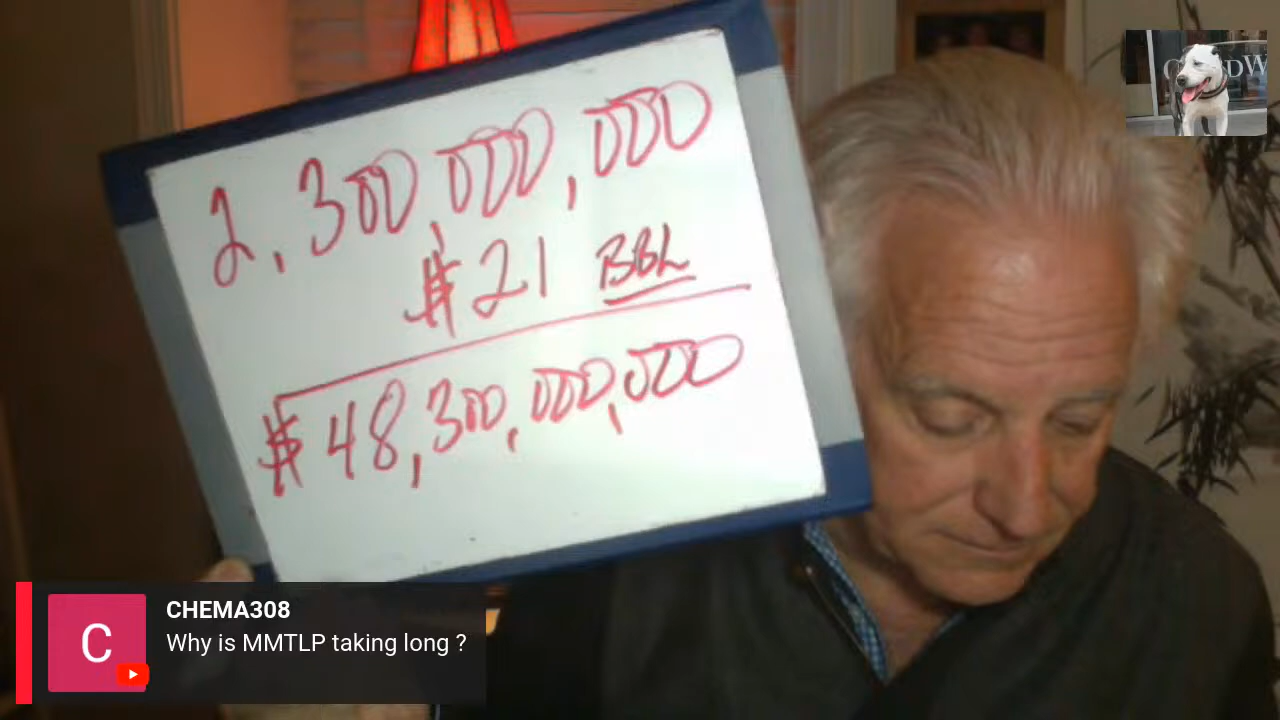 2,300,000,000
$21 BBL
$48,300,000,000
C
CHEMA308
Why is MMTLP taking long ?